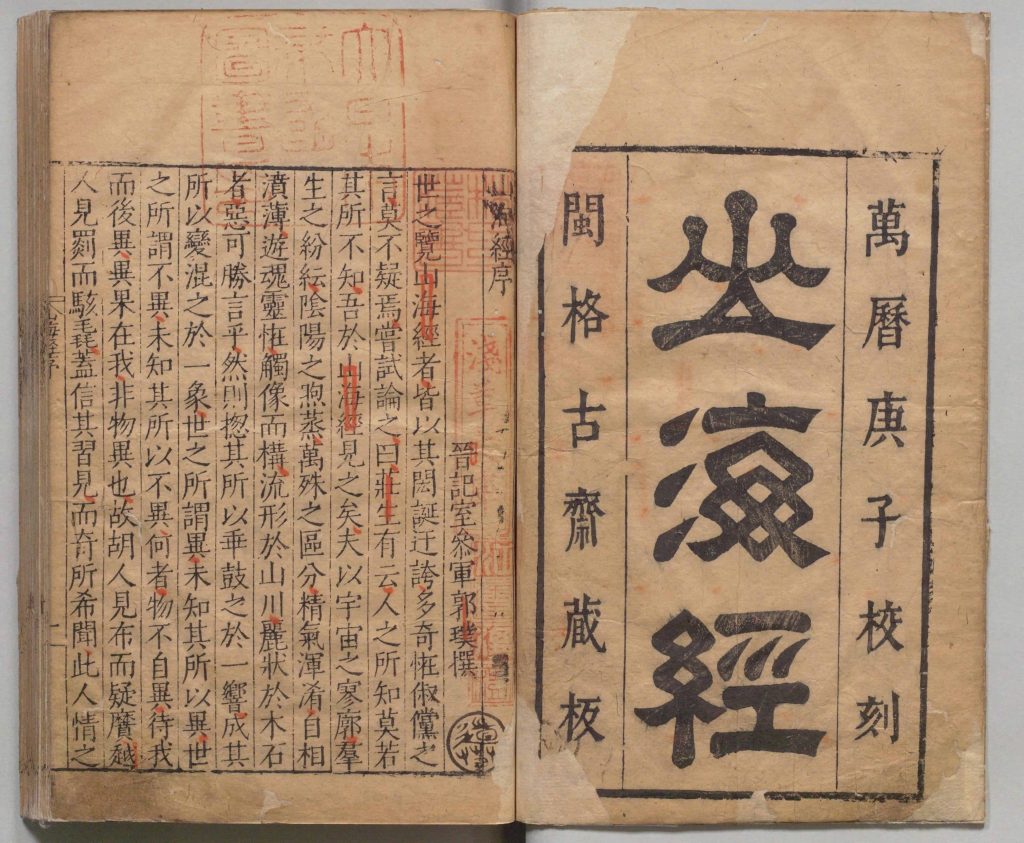 萬曆庚子校刻
山海經
閩格古齋蔵板
山海經序
晉記室叅軍郭璞撰
世之覽山海經者皆以其閎誕迂誇多奇恠俶儻之
言莫不疑焉嘗試論之曰莊生有云人之所知莫若
其所不知吾於山海經見之矣夫以宇宙之寥廓羣
生之紛紜陰陽之煦蒸萬殊之區分精氣渾淆自相
濆薄遊魂靈恠觸像而構流形於山川麗狀於木石
者惡可勝言乎然則揔其所以乖鼓之於一響成其
所以變混之於一象世之所謂異未知其所以異世
之所謂不異未知其所以不異何者物不自異待我
而後異異果在我非物異也故胡人見布而疑黂越
人見罽而駭毳蓋信其習見而奇所希聞此人情之